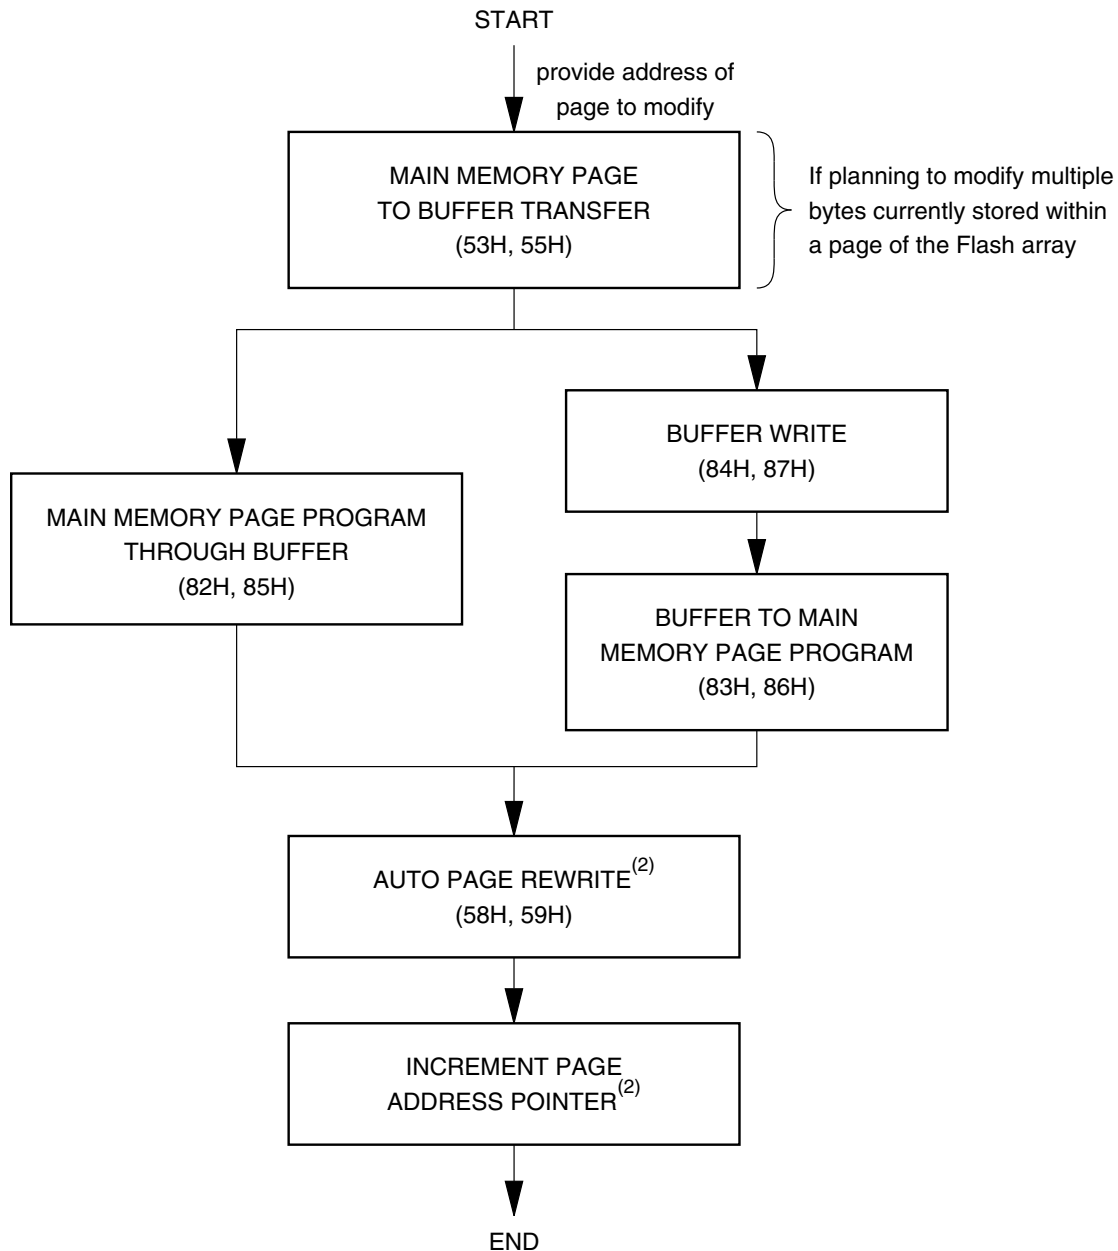 START
provide address of
page to modify
MAIN MEMORY PAGE
TO BUFFER TRANSFER
(53H, 55H)
If planning to modify multiple
bytes currently stored within
a page of the Flash array
BUFFER WRITE
(84H, 87H)
MAIN MEMORY PAGE PROGRAM
THROUGH BUFFER
(82H, 85H)
BUFFER TO MAIN
MEMORY PAGE PROGRAM
(83H, 86H)
AUTO PAGE REWRITE(2)
(58H, 59H)
INCREMENT PAGE
ADDRESS POINTER(2)
END